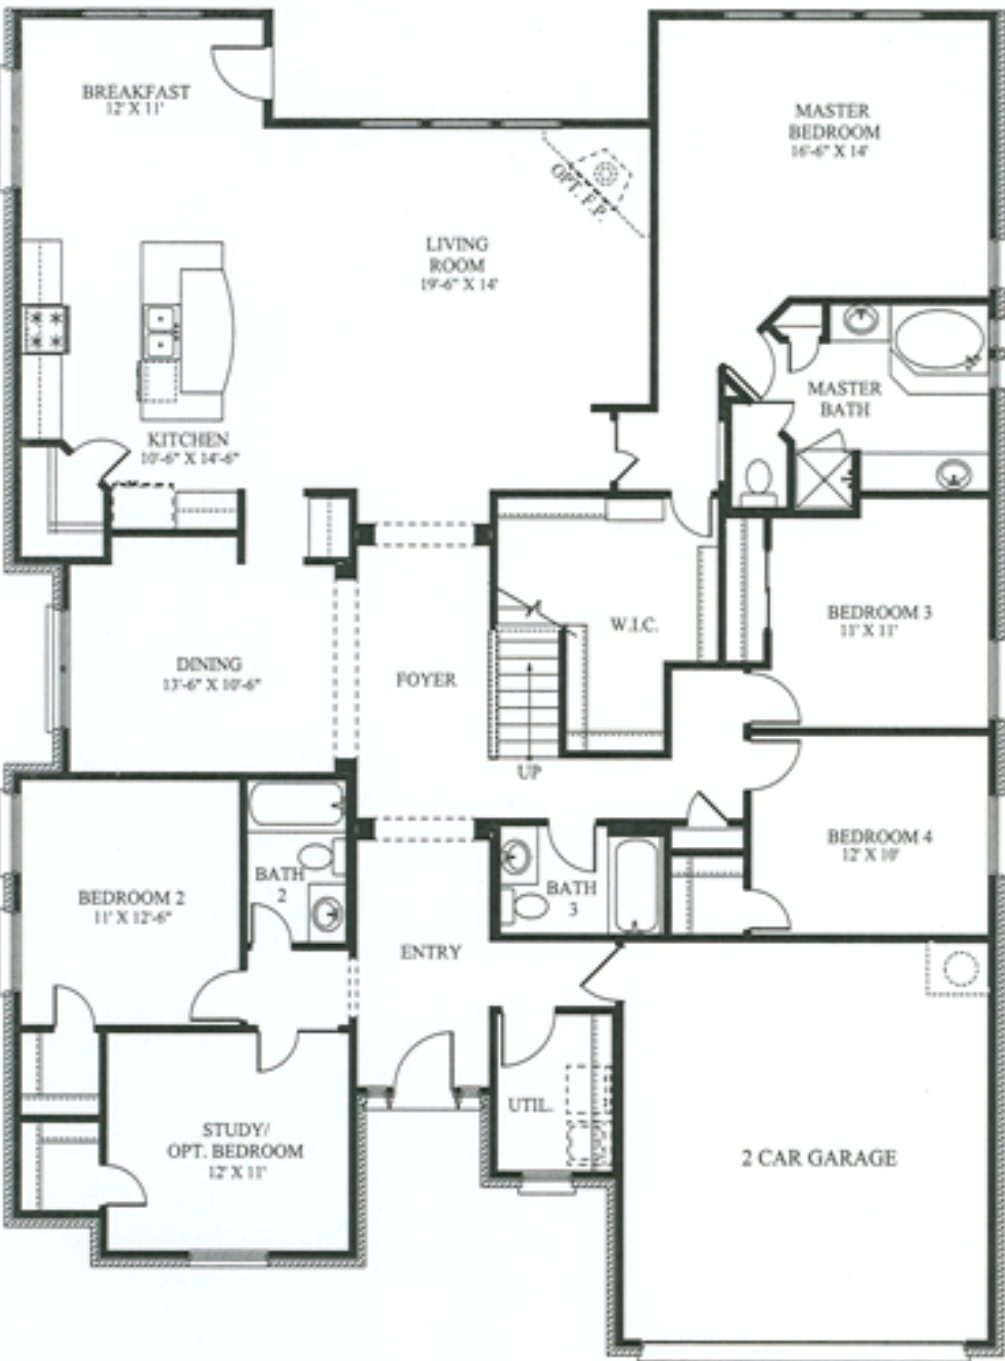 BREAKFAST
12' X 11'
MASTER
BEDROOM
16'-6" X 14'
OPT. F.P.
LIVING
ROOM
19'-6" X 14'
MASTER
BATH
KITCHEN
10'-6" X 14'-6"
BEDROOM 3
11' X 11'
W.I.C.
DINING
13'-6" X 10'-6"
FOYER
UP
BEDROOM 4
12' X 10'
BATH
2
BATH
3
BEDROOM 2
11' X 12'-6"
ENTRY
UTIL.
STUDY/
OPT. BEDROOM
12' X 11'
2 CAR GARAGE